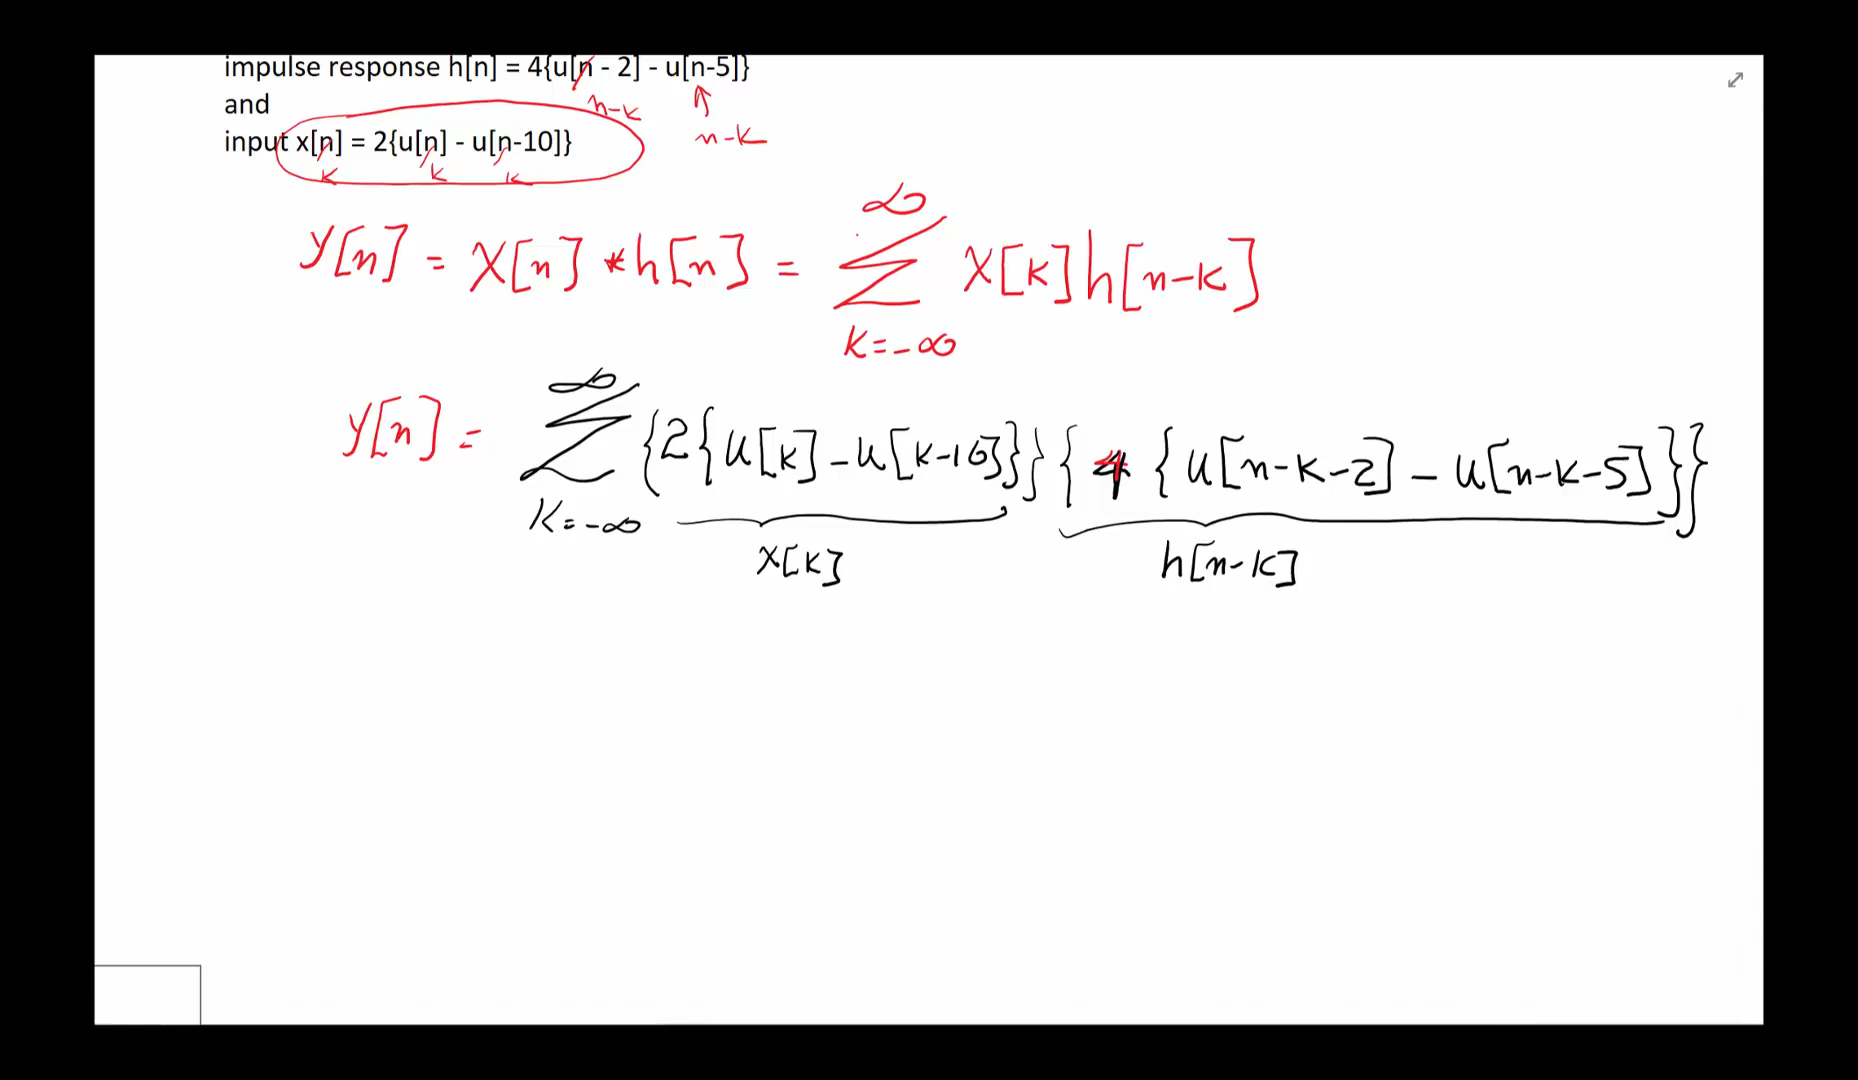 impulse response h[n] = 4{u[n - 2] - u[n-5]}
and
n-k
input x[n] = 2{u[n] - u[n-10]}
n-k
k k k
y[n] = x[n] * h[n] = ∑ x[k] h[n-k]
∞
k=-∞
y[n] = ∑ {2{u[k] - u[k-10]}} {4 {u[n-k-2] - u[n-k-5]}}
∞
k=-∞
x[k] h[n-k]